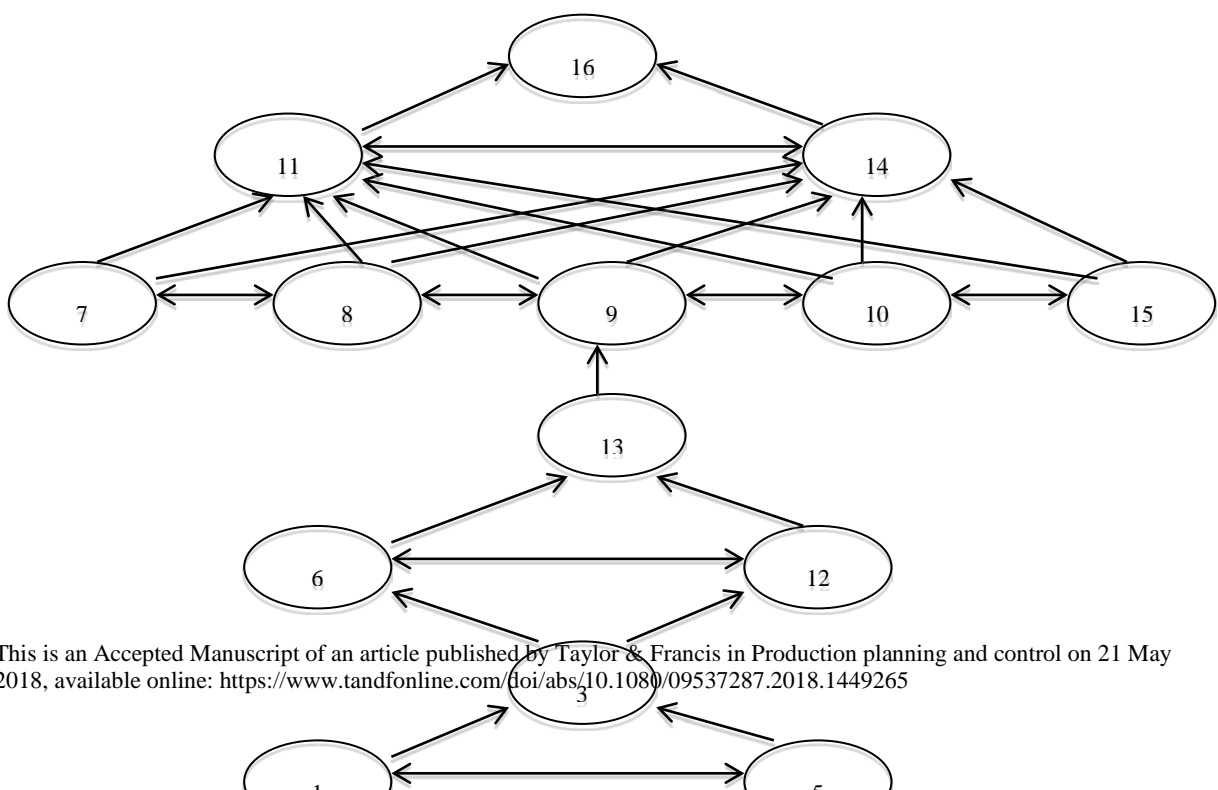 16
11 14
7 8 9 10 15
13
6 12
This is an Accepted Manuscript of an article published by Taylor & Francis in Production planning and control on 21 May
2018, available online: https://www.tandfonline.com/doi/abs/10.1080/09537287.2018.1449265
3
1 5